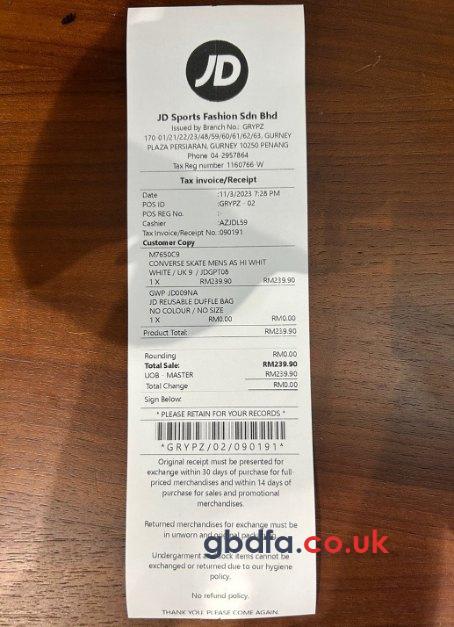 JD
JD Sports Fashion Sdn Bhd
Issued by Branch No.: GRYPZ
170-01/21/22/23/48/59/60/61/62/63, GURNEY
PLAZA PERSIARAN, GURNEY 10250 PENANG
Phone 04-2957864
Tax Reg number 1160766-W
Tax invoice/Receipt
Date :11/3/2023 7:28 PM
POS ID :GRYPZ - 02
POS REG No. :-
Cashier :AZJDL59
Tax Invoice/Receipt No. :090191
Customer Copy
M7650C9
CONVERSE SKATE MENS AS HI WHIT
WHITE / UK 9 / JDGPT08
1 X RM239.90 RM239.90
GWP JD009NA
JD REUSABLE DUFFLE BAG
NO COLOUR / NO SIZE
1 X RM0.00 RM0.00
Product Total: RM239.90
Rounding RM0.00
Total Sale: RM239.90
UOB - MASTER RM239.90
Total Change RM0.00
Sign Below:
* PLEASE RETAIN FOR YOUR RECORDS *
*GRYPZ/02/090191*
Original receipt must be presented for
exchange within 30 days of purchase for full-
priced merchandises and within 14 days of
purchase for sales and promotional
merchandises.
Returned merchandises for exchange must be
in unworn and original
gbdfa.co.uk
Undergarment items cannot be
exchanged or returned due to our hygiene
policy.
No refund policy.
THANK YOU. PLEASE COME AGAIN.